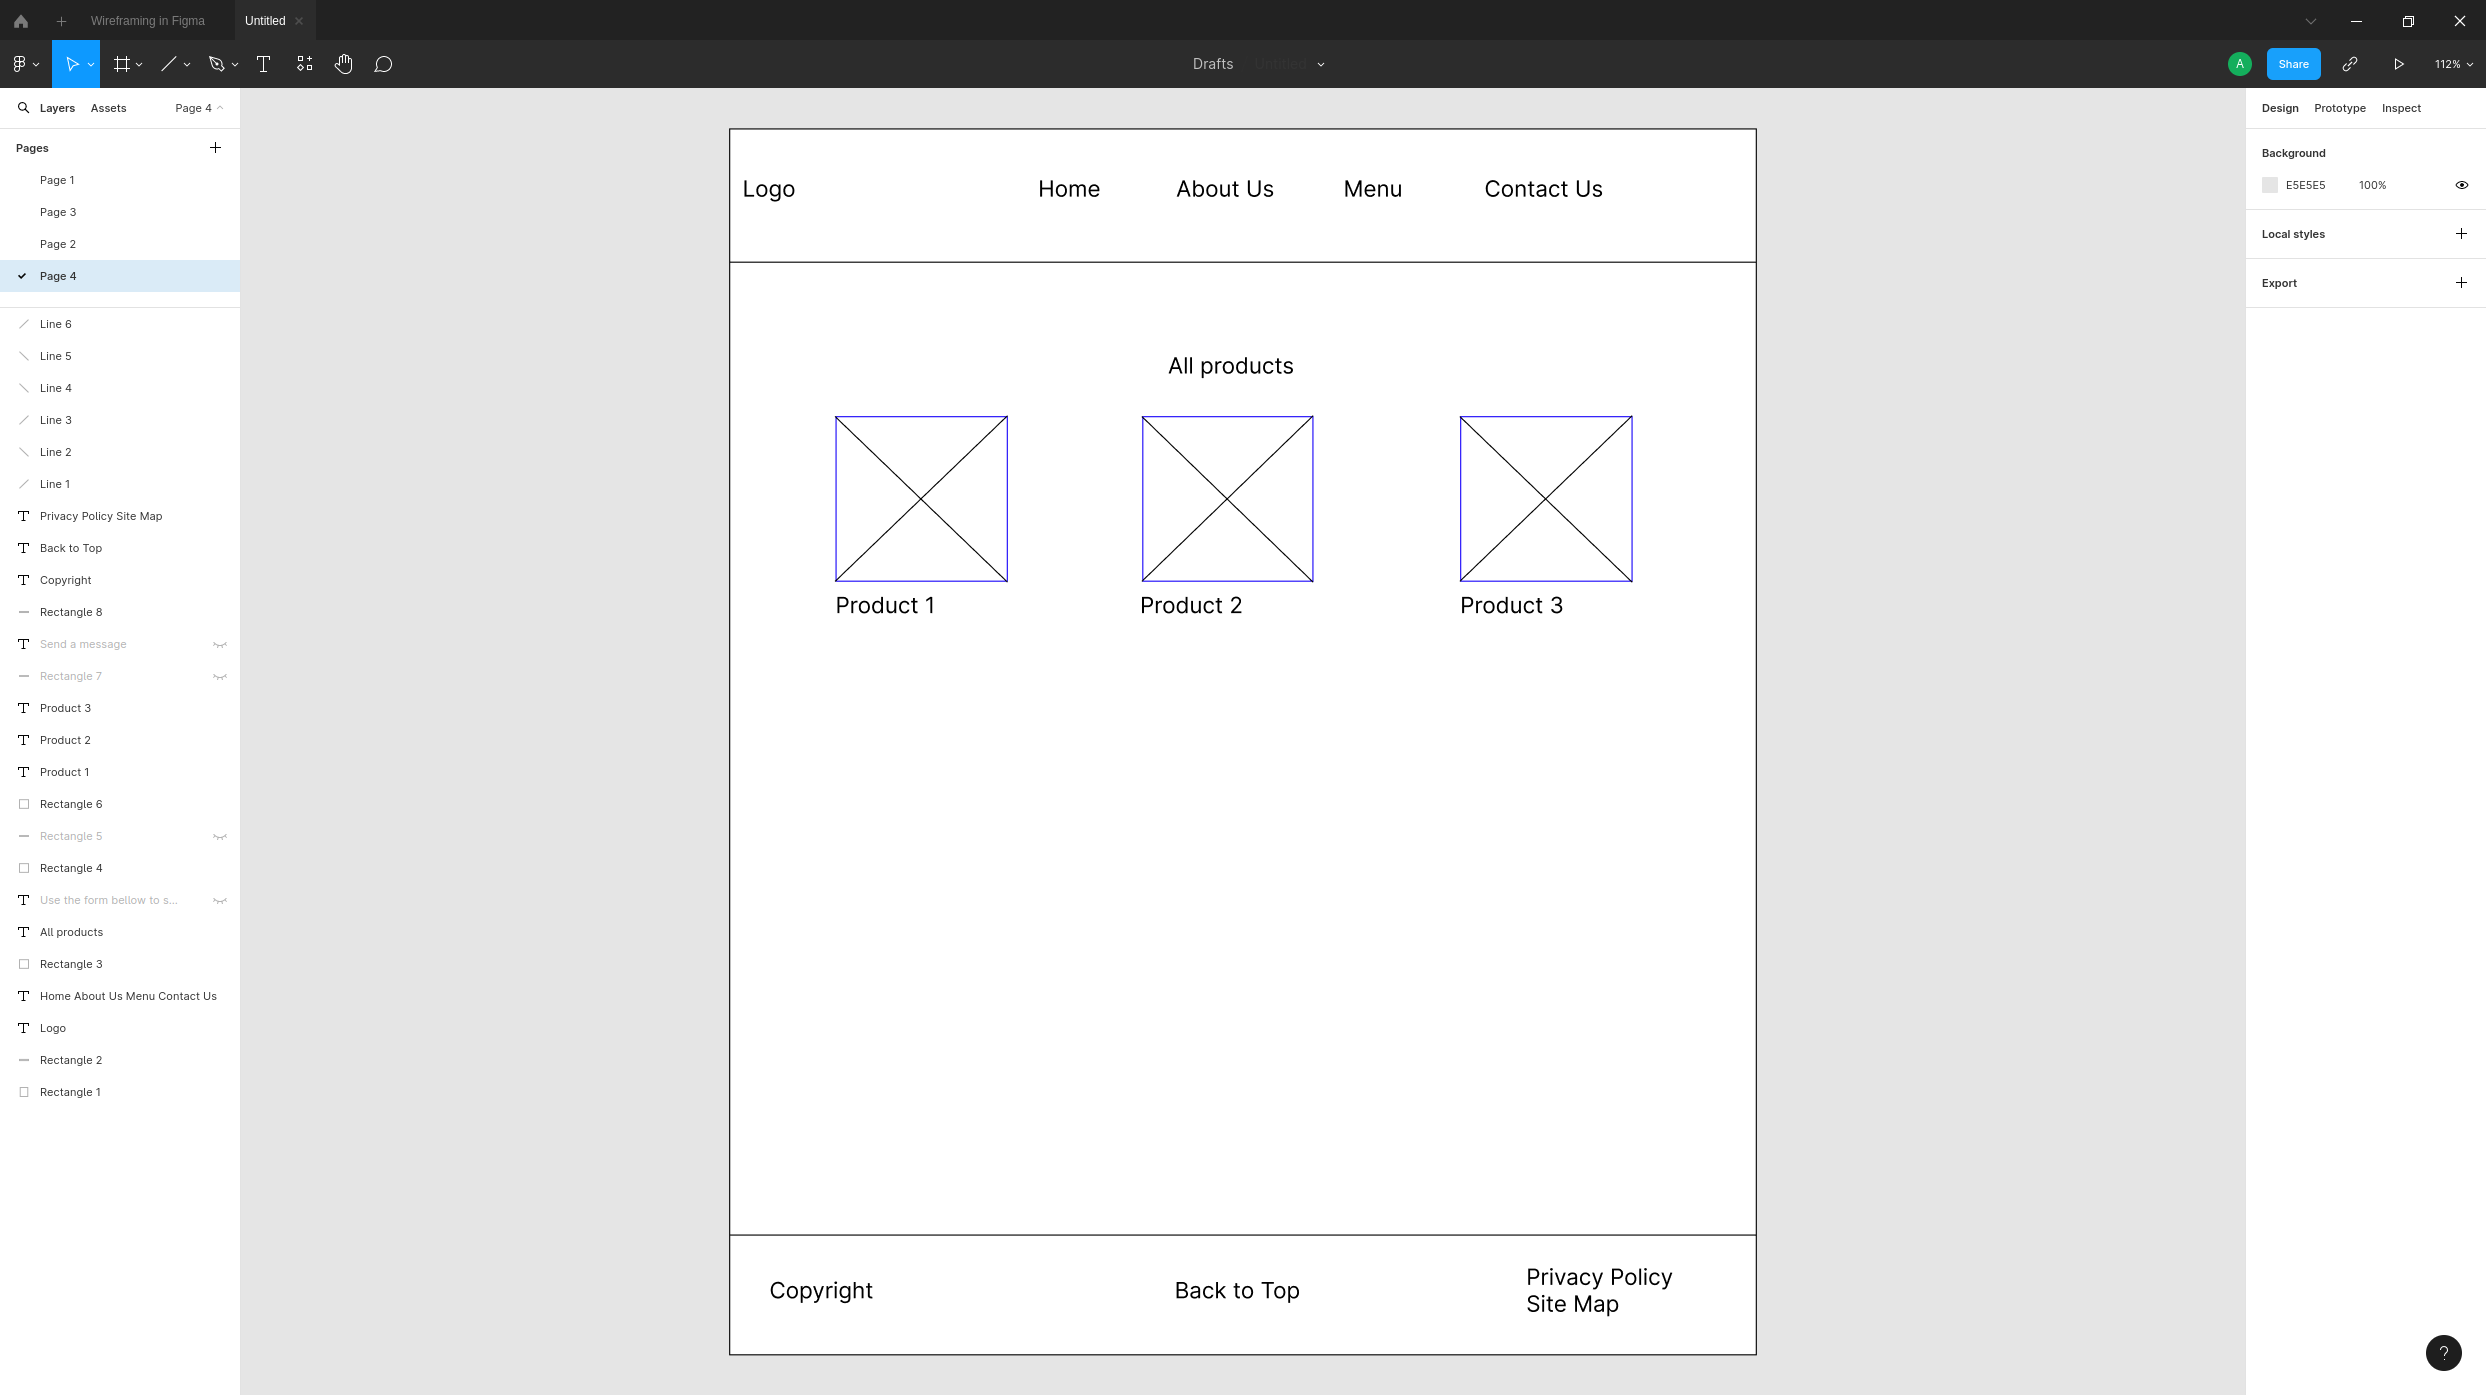 Wireframing in Figma
Untitled
Drafts
Untitled
A
Share
112%
Layers
Assets
Page 4
Pages
Page 1
Page 3
Page 2
Page 4
Line 6
Line 5
Line 4
Line 3
Line 2
Line 1
Privacy Policy Site Map
Back to Top
Copyright
Rectangle 8
Send a message
Rectangle 7
Product 3
Product 2
Product 1
Rectangle 6
Rectangle 5
Rectangle 4
Use the form bellow to s...
All products
Rectangle 3
Home About Us Menu Contact Us
Logo
Rectangle 2
Rectangle 1
Logo
Home
About Us
Menu
Contact Us
All products
Product 1
Product 2
Product 3
Copyright
Back to Top
Privacy Policy
Site Map
Design
Prototype
Inspect
Background
E5E5E5
100%
Local styles
Export
?